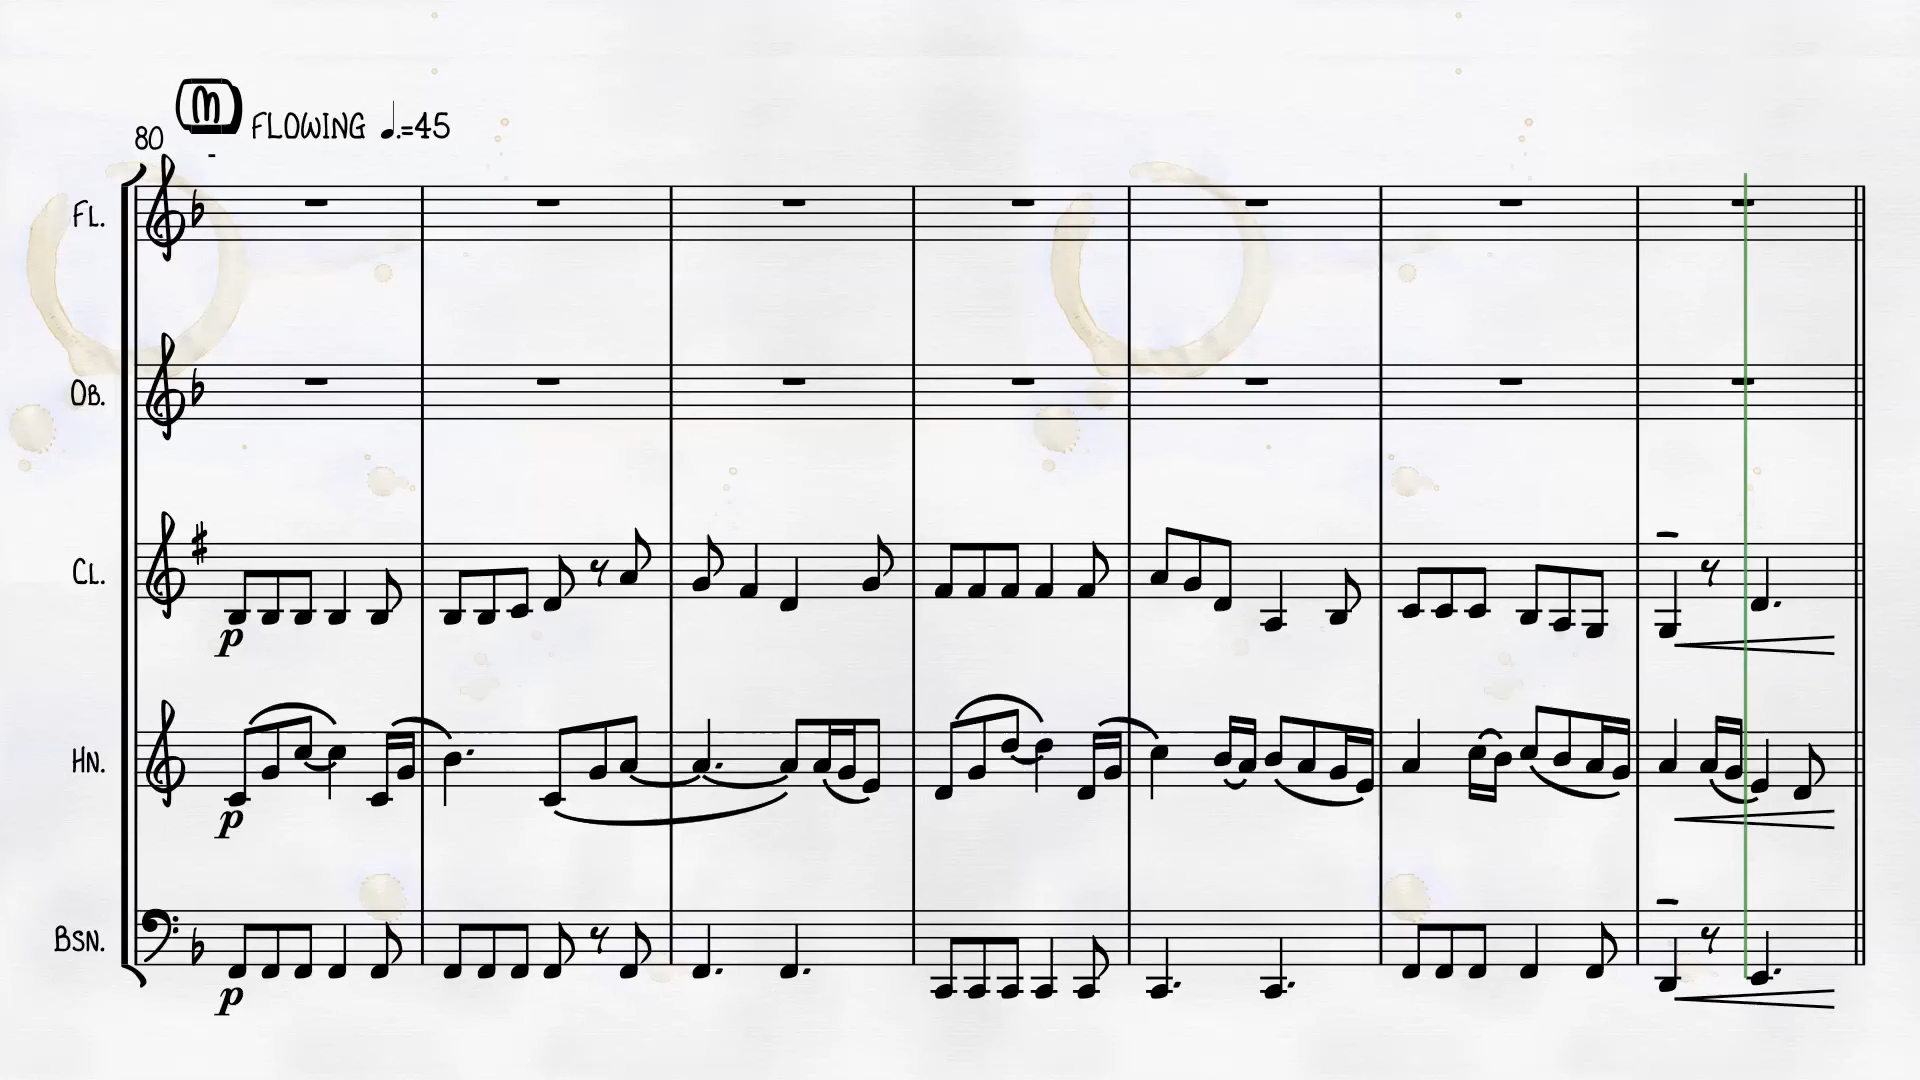 M
FLOWING ♩.=45
80
FL.
OB.
CL.
p
HN.
p
BSN.
p